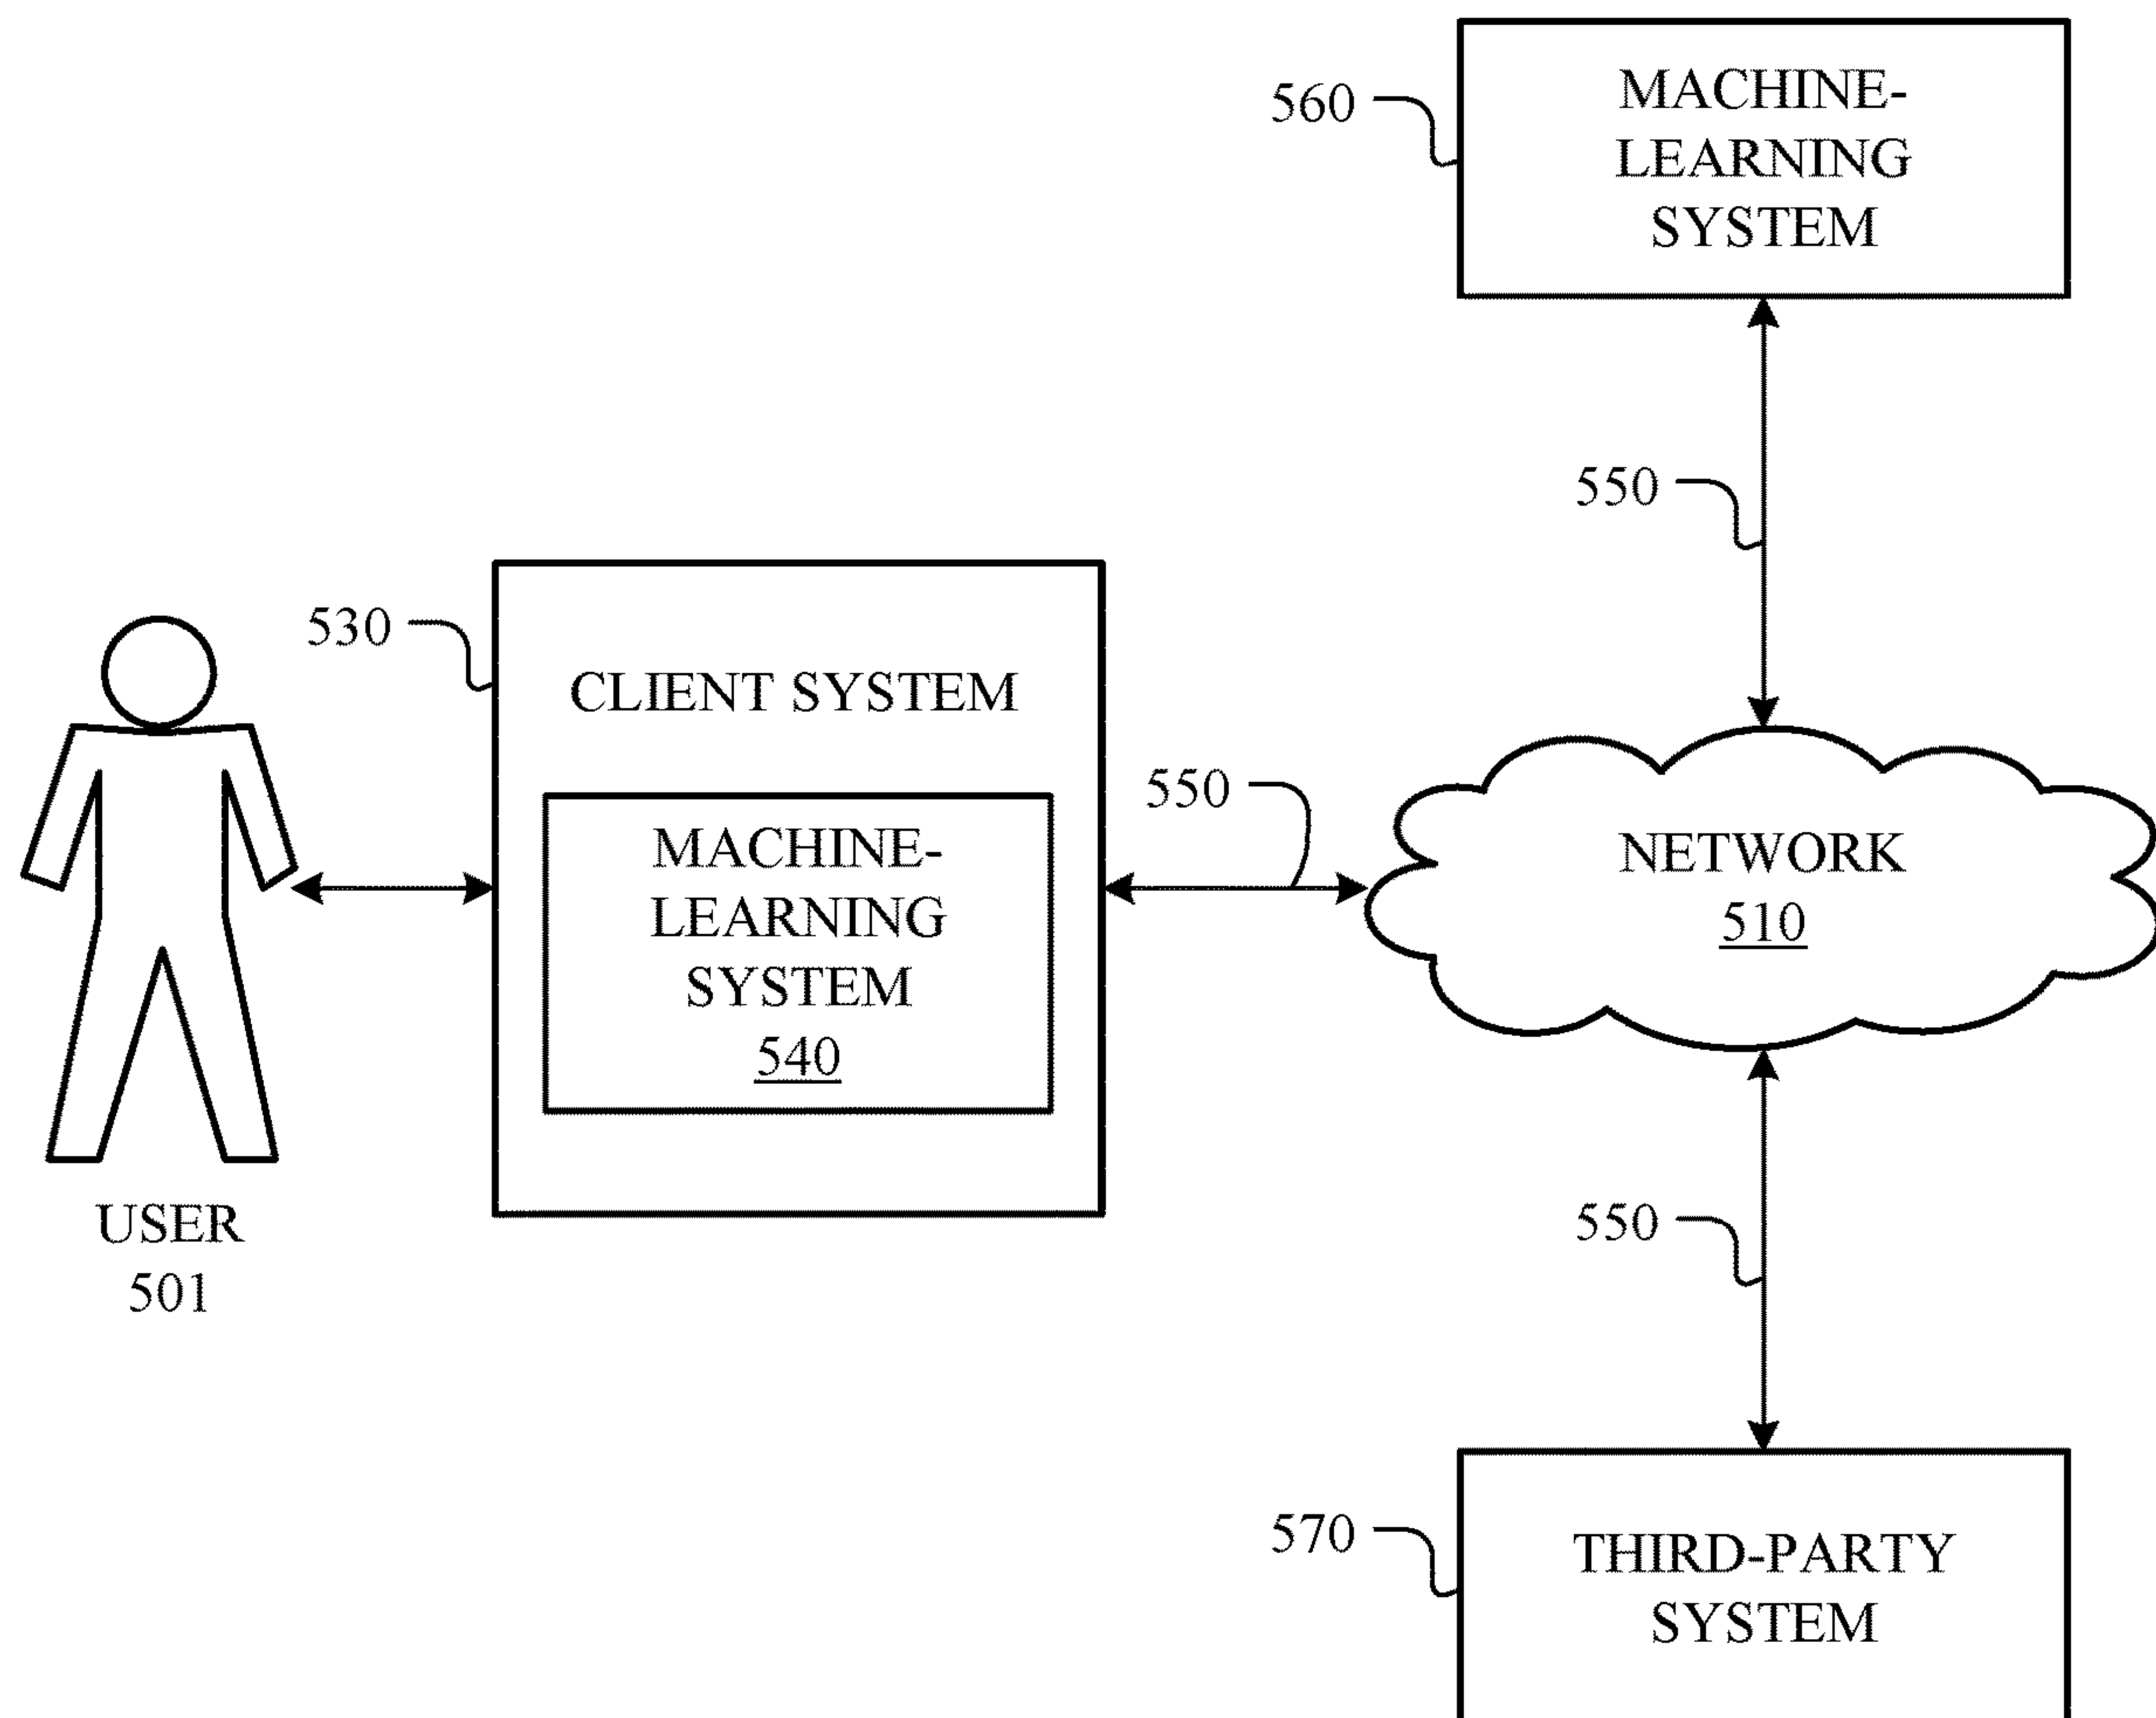 560
MACHINE-
LEARNING
SYSTEM
550
530
CLIENT SYSTEM
MACHINE-
LEARNING
SYSTEM
540
550
NETWORK
510
USER
501
550
570
THIRD-PARTY
SYSTEM